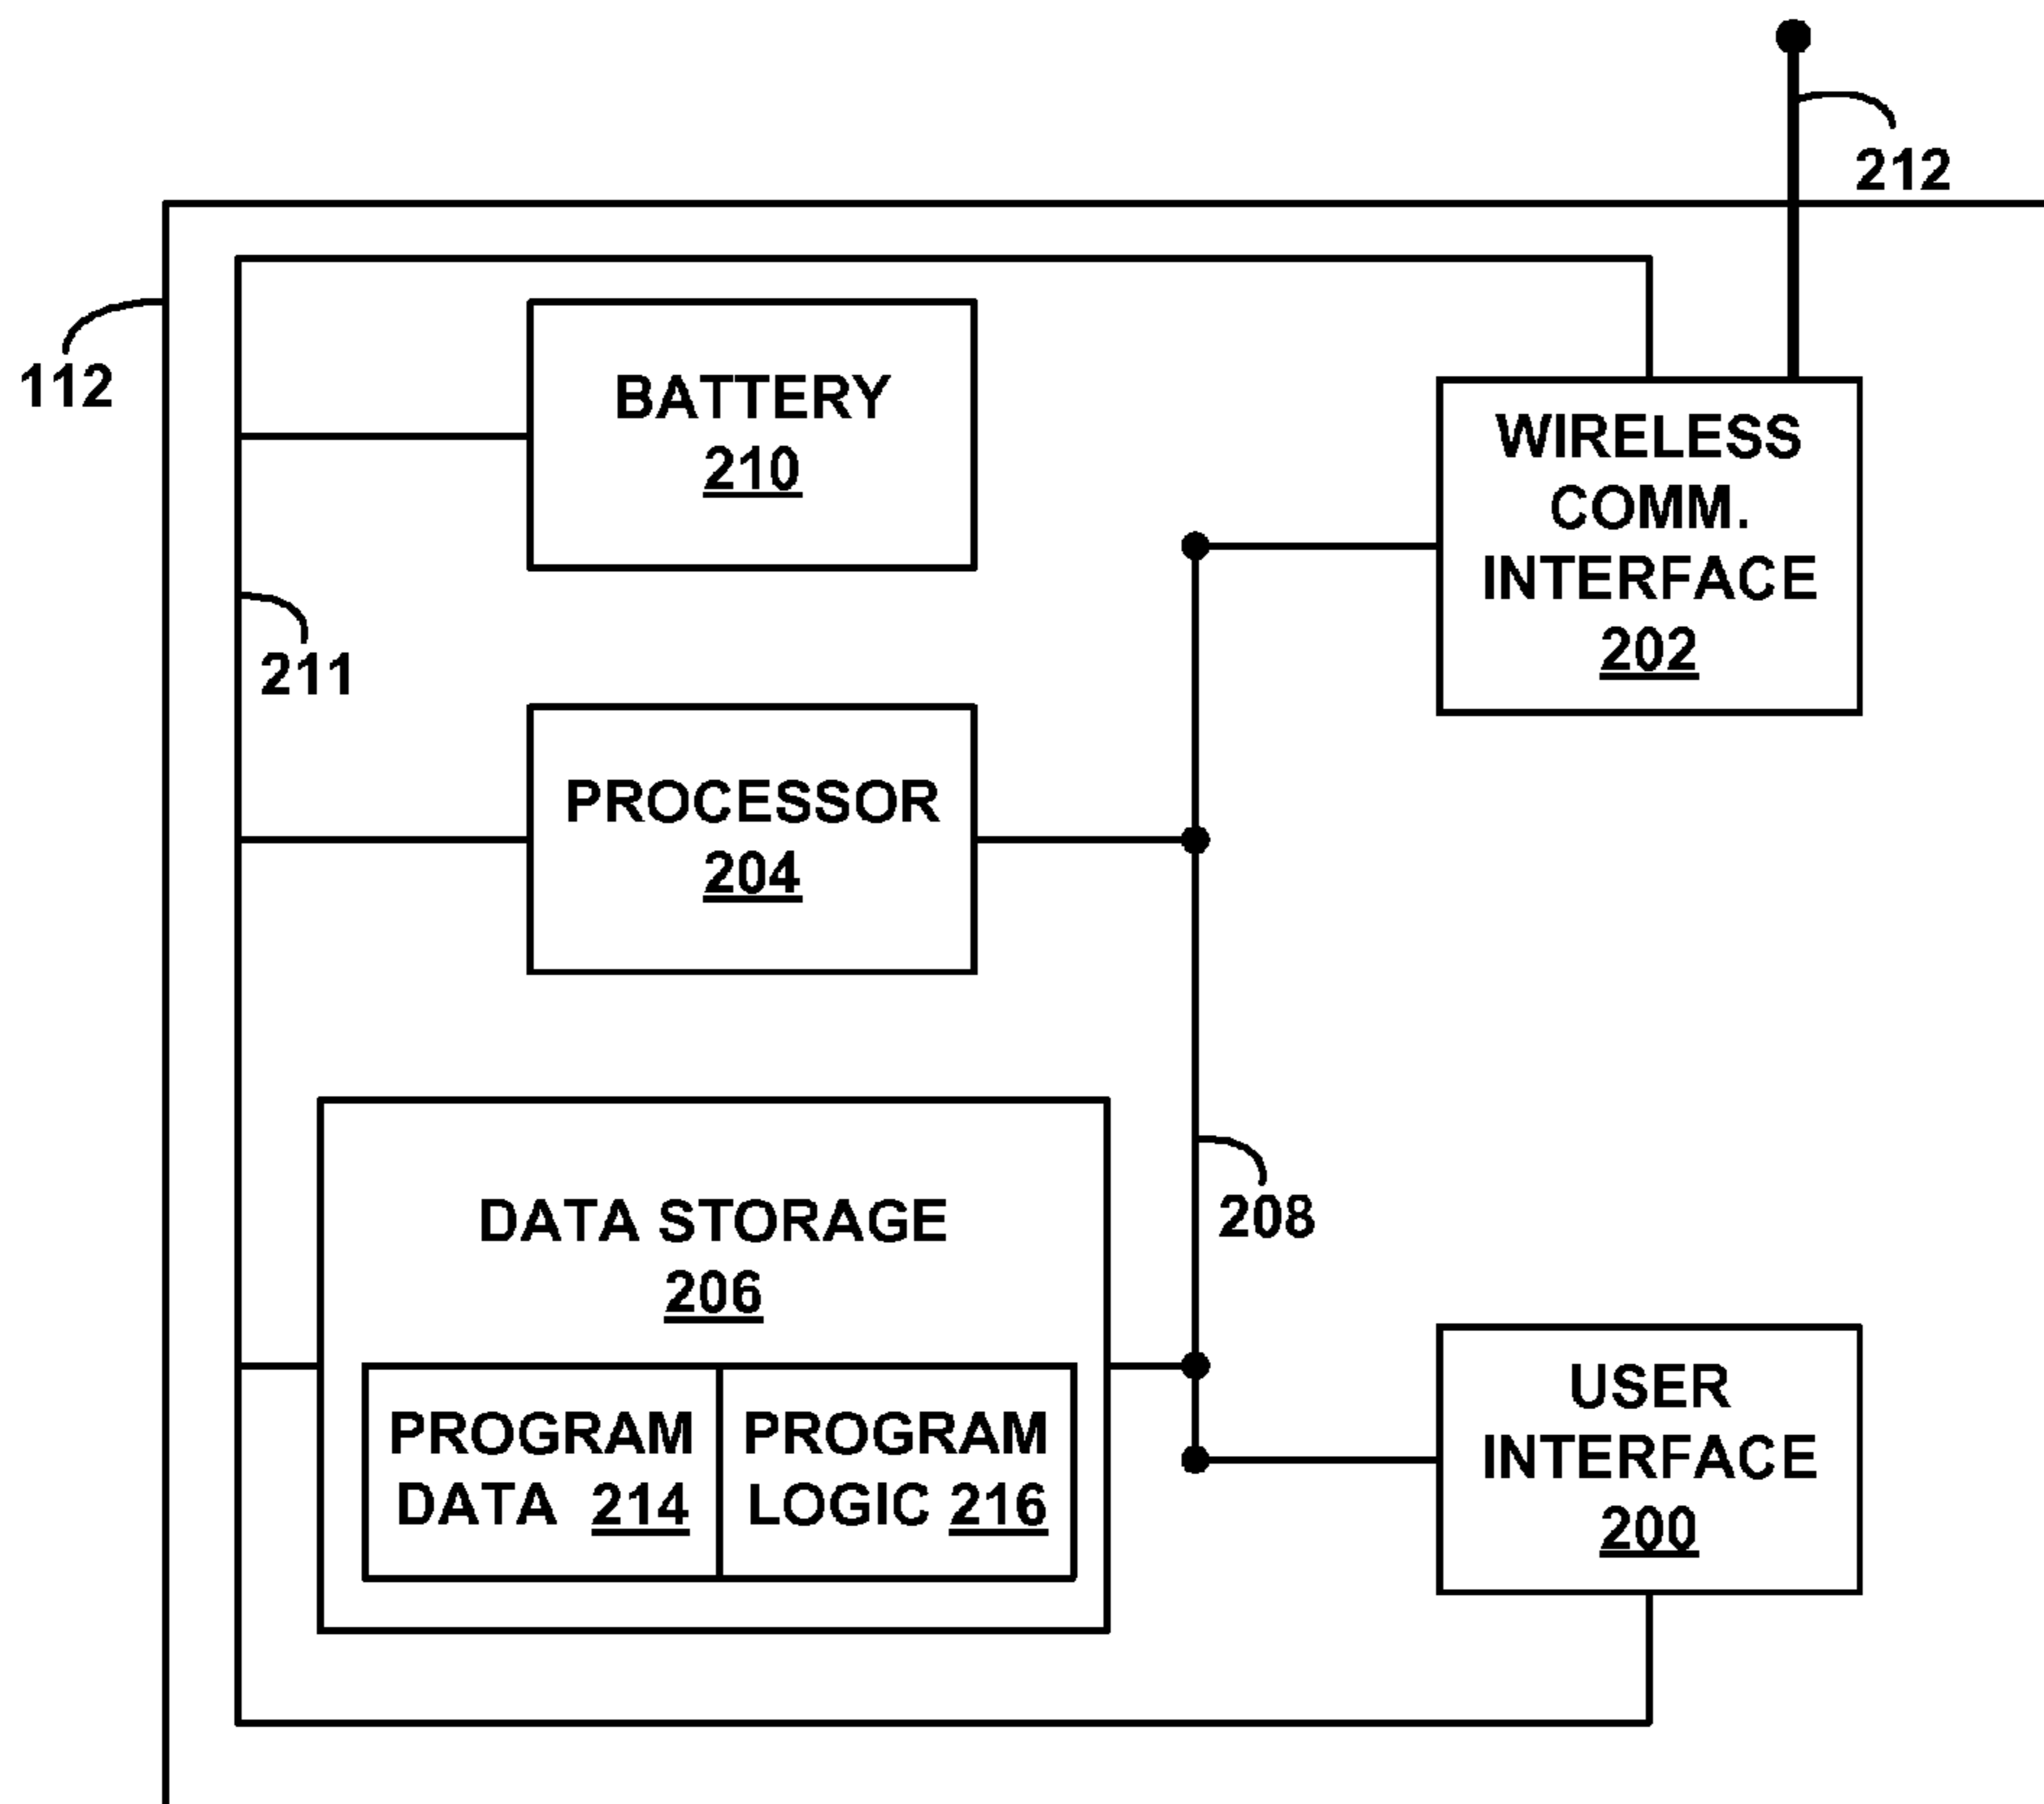 212
112
BATTERY
210
WIRELESS
COMM.
INTERFACE
202
211
PROCESSOR
204
208
DATA STORAGE
206
PROGRAM
DATA 214
PROGRAM
LOGIC 216
USER
INTERFACE
200